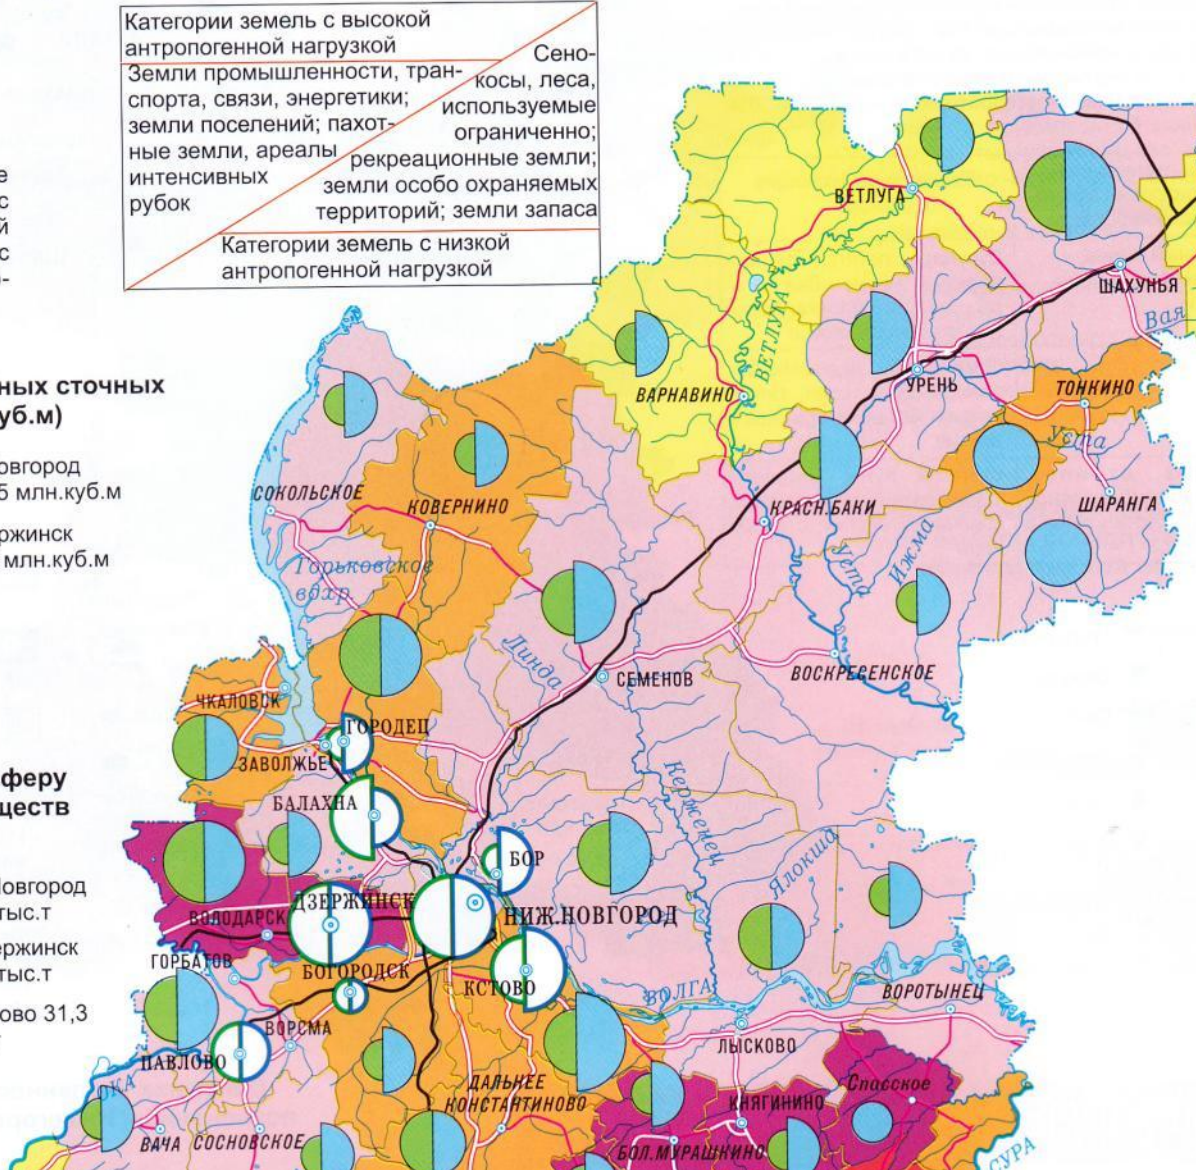 Категории земель с высокой
антропогенной нагрузкой
Земли промышленности, тран-
спорта, связи, энергетики;
земли поселений; пахот-
ные земли, ареалы
интенсивных
рубок
Сено-
косы, леса,
используемые
ограниченно;
рекреационные земли;
земли особо охраняемых
территорий; земли запаса
Категории земель с низкой
антропогенной нагрузкой
е
с
й
с
о-
ных сточных
уб.м)
овгород
5 млн.куб.м
ржинск
млн.куб.м
феру
ществ
Новгород
тыс.т
ержинск
тыс.т
ово 31,3
ВЕТЛУГА
ШАХУНЬЯ
Вая
ВЕТЛУГА
УРЕНЬ
ТОНКИНО
ВАРНАВИНО
Уста
СОКОЛЬСКОЕ
КОВЕРНИНО
КРАСН.БАКИ
ШАРАНГА
Горьковское
вдхр.
Уста
Ижма
Линда
СЕМЕНОВ
ВОСКРЕСЕНСКОЕ
ЧКАЛОВСК
ГОРОДЕЦ
ЗАВОЛЖЬЕ
БАЛАХНА
Керженец
БОР
Ялокша
ДЗЕРЖИНСК
ВОЛОДАРСК
НИЖ.НОВГОРОД
ГОРБАТОВ
БОГОРОДСК
КСТОВО
ВОЛГА
ВОРОТЫНЕЦ
ВОРСМА
ЛЫСКОВО
ПАВЛОВО
ОКА
ДАЛЬНЕЕ
КОНСТАНТИНОВО
Спасское
КНЯГИНИНО
ВАЧА
СОСНОВСКОЕ
БОЛ.МУРАШКИНО
СУРА